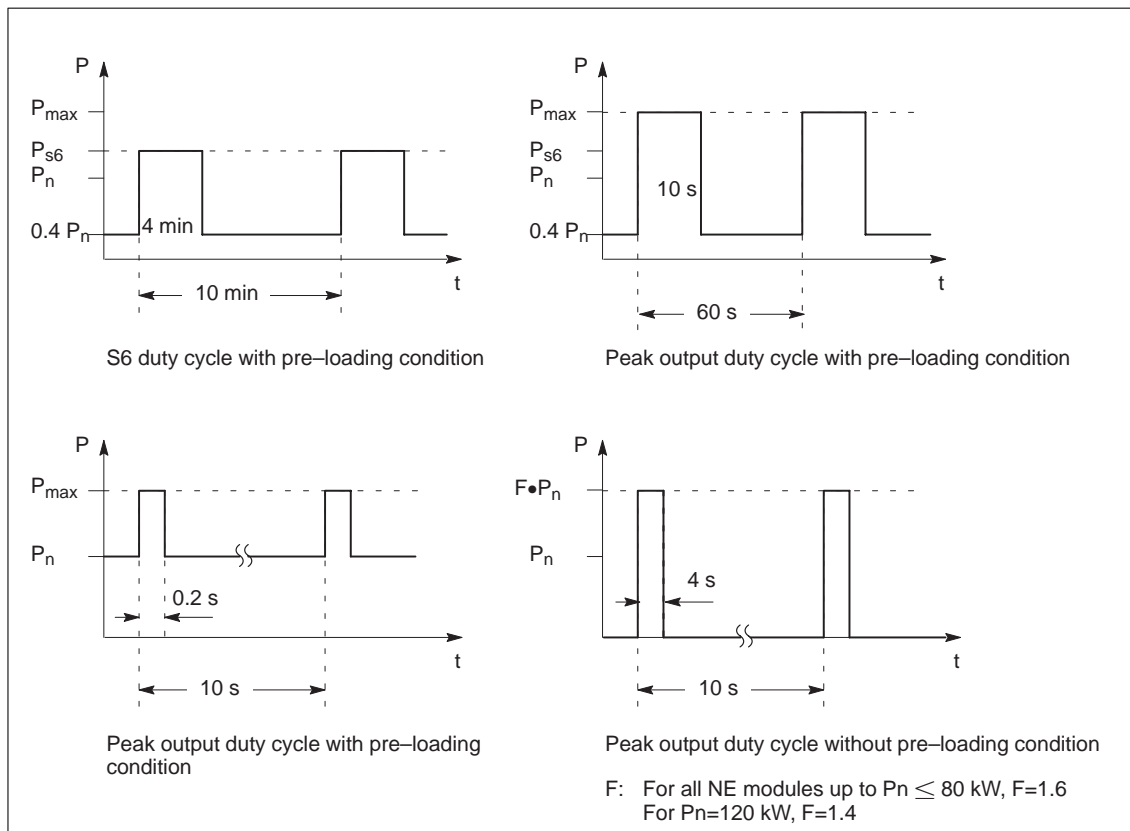 P
P_max
P_s6
P_n
0.4 P_n
4 min
t
10 min
S6 duty cycle with pre–loading condition
P
P_max
P_s6
P_n
0.4 P_n
10 s
t
60 s
Peak output duty cycle with pre–loading condition
P
P_max
P_n
0.2 s
t
10 s
Peak output duty cycle with pre–loading
condition
P
F•P_n
P_n
4 s
t
10 s
Peak output duty cycle without pre–loading condition
F: For all NE modules up to Pn ≤ 80 kW, F=1.6
For Pn=120 kW, F=1.4